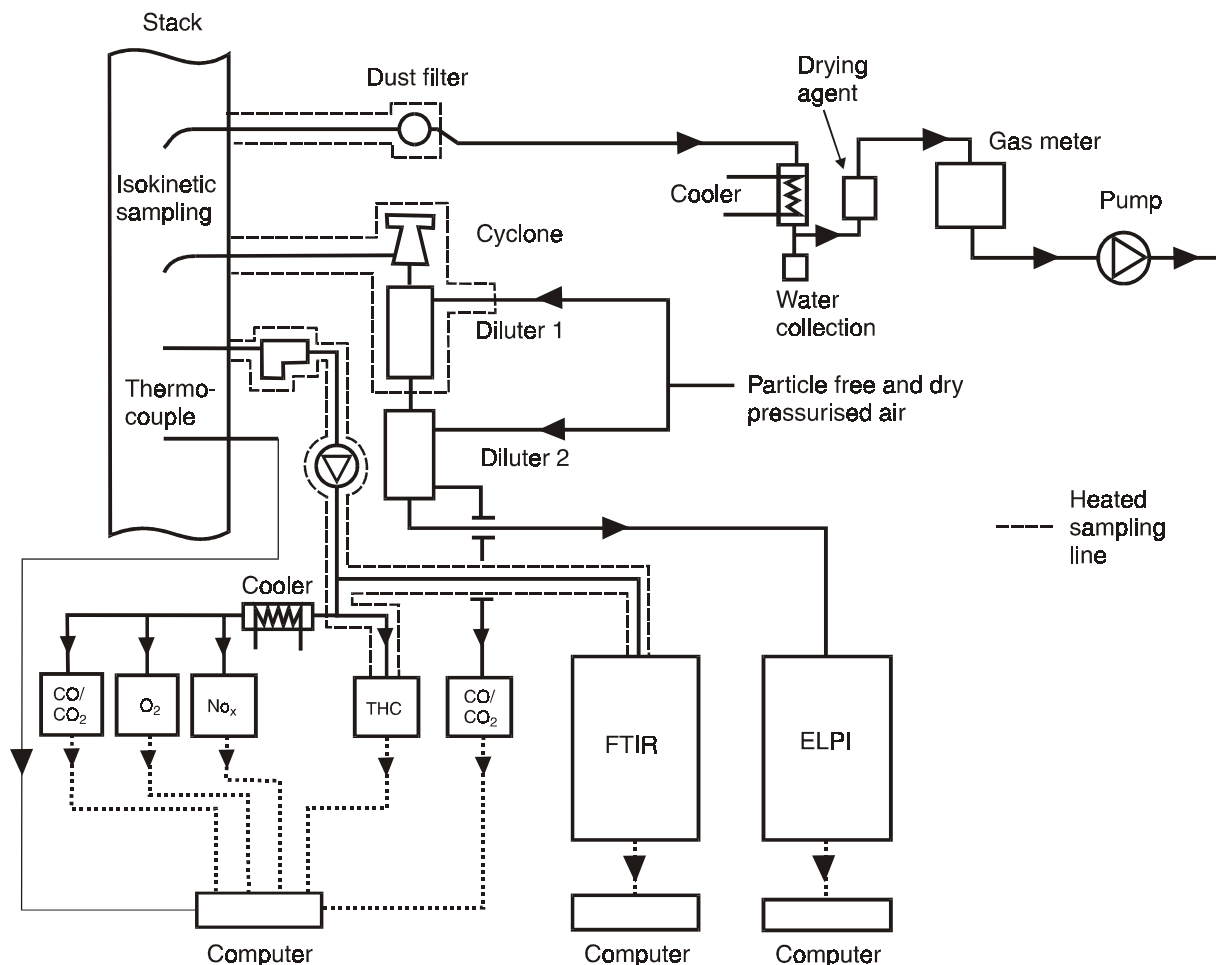 Stack
Dust filter
Drying
agent
Gas meter
Isokinetic
sampling
Cooler
Pump
Cyclone
Water
collection
Diluter 1
Thermo-
couple
Particle free and dry
pressurised air
Diluter 2
Heated
sampling
line
Cooler
CO/
CO₂
O₂
Noₓ
THC
CO/
CO₂
FTIR
ELPI
Computer
Computer
Computer